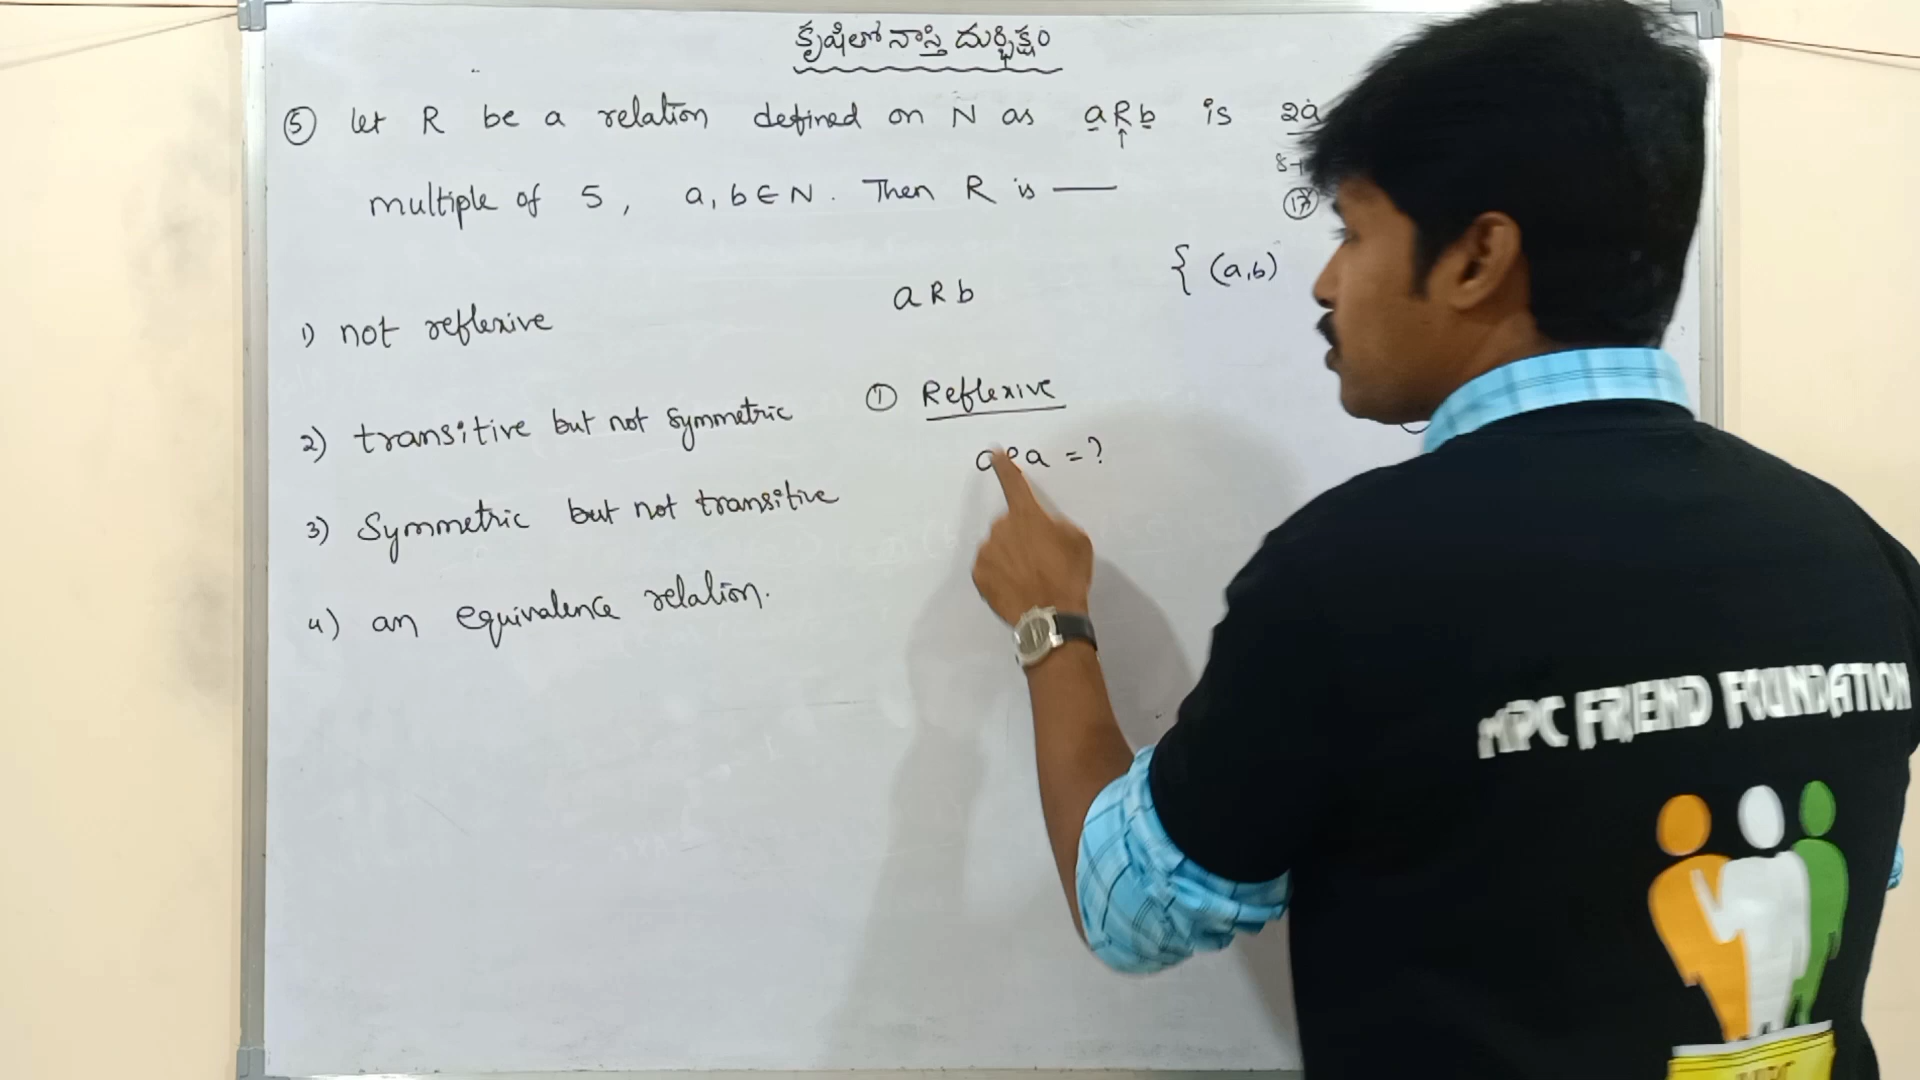 కృషితో నాస్తి దుర్భిక్షం
⑤ let R be a relation defined on N as aRb is 2a
multiple of 5, a, b ∈ N. Then R is ——
17
{ (a,b)
a R b
1) not reflexive
① Reflexive
2) transitive but not symmetric
a a = ?
3) Symmetric but not transitive
4) an equivalence relation.
MPC FRIEND FOUNDATION